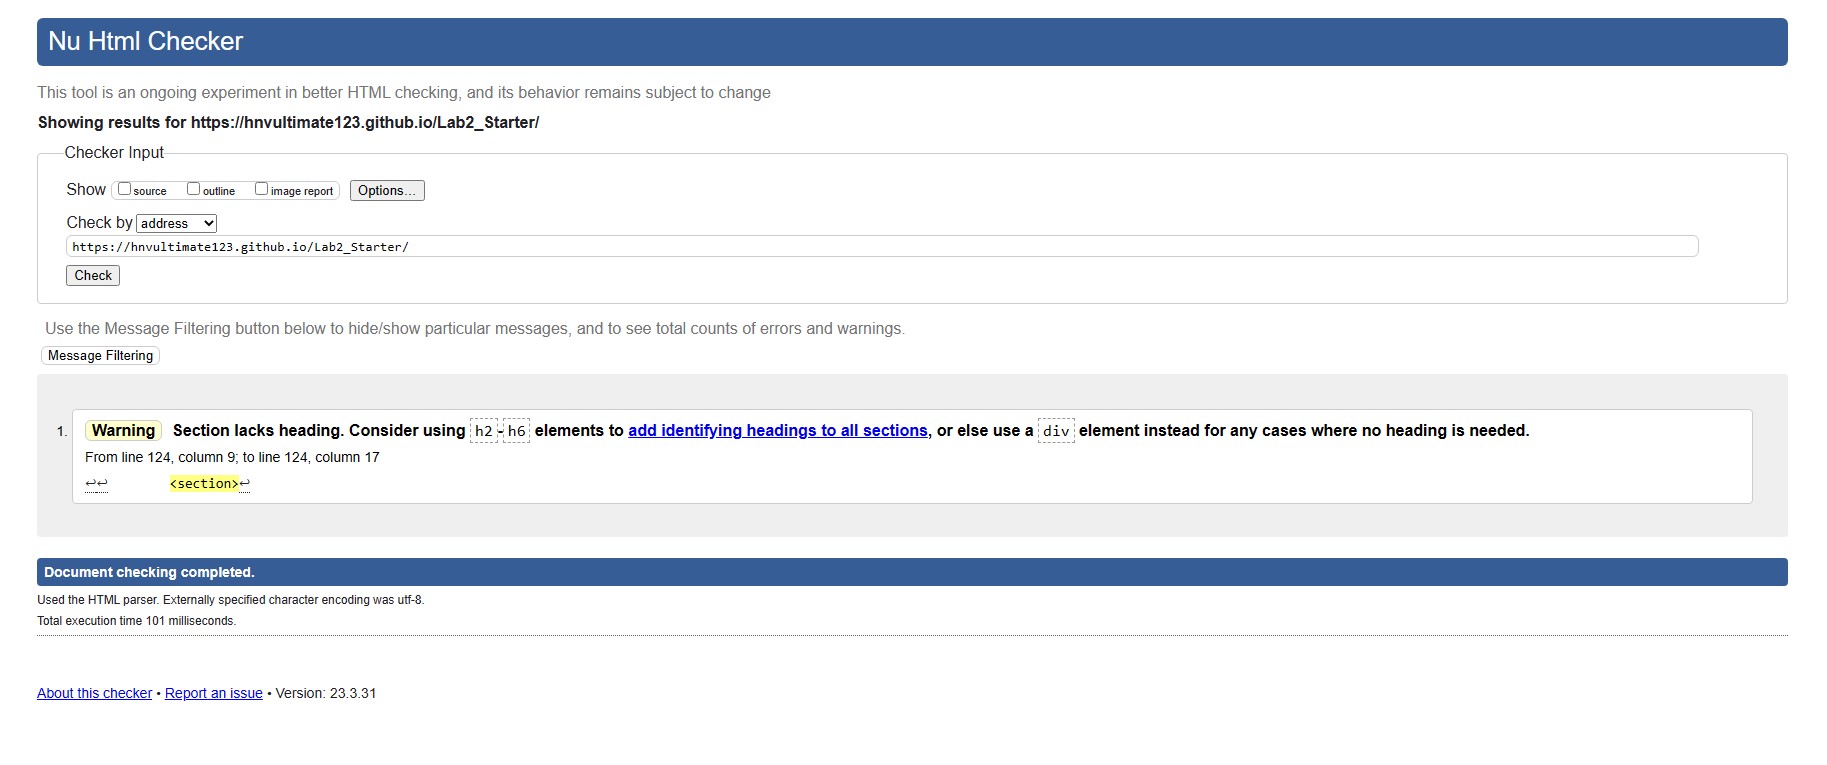 Nu Html Checker
This tool is an ongoing experiment in better HTML checking, and its behavior remains subject to change
Showing results for https://hnvultimate123.github.io/Lab2_Starter/
Checker Input
Show source outline image report Options...
Check by address
https://hnvultimate123.github.io/Lab2_Starter/
Check
Use the Message Filtering button below to hide/show particular messages, and to see total counts of errors and warnings.
Message Filtering
1. Warning Section lacks heading. Consider using h2-h6 elements to add identifying headings to all sections, or else use a div element instead for any cases where no heading is needed.
From line 124, column 9; to line 124, column 17
↩↩ <section>↩
Document checking completed.
Used the HTML parser. Externally specified character encoding was utf-8.
Total execution time 101 milliseconds.
About this checker • Report an issue • Version: 23.3.31